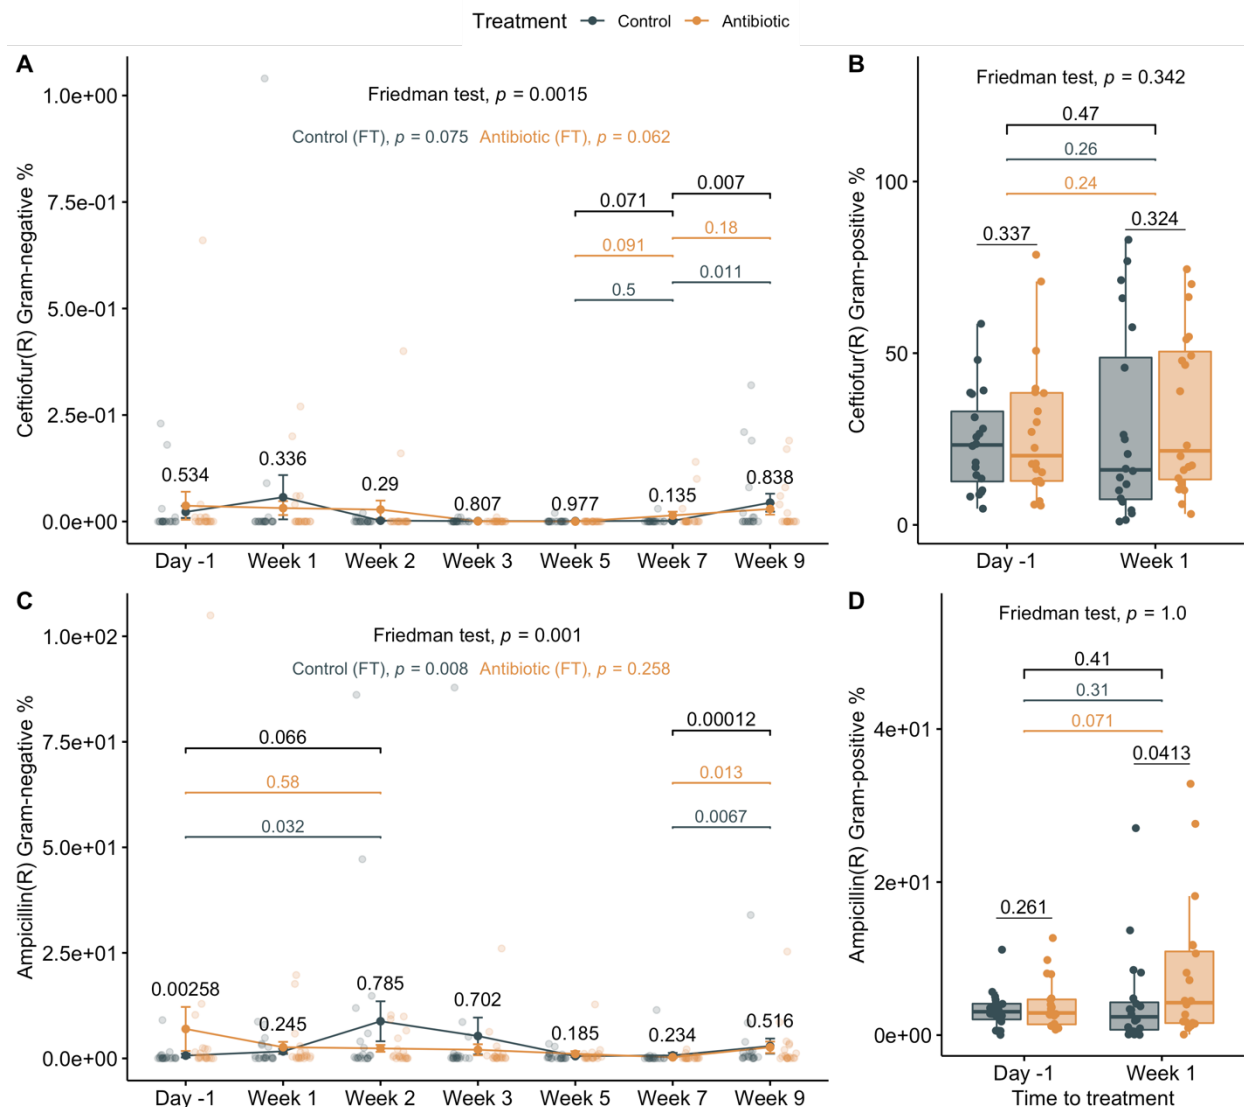 Treatment Control Antibiotic
A
Friedman test, p = 0.0015
Control (FT), p = 0.075 Antibiotic (FT), p = 0.062
Ceftiofur(R) Gram-negative %
1.0e+00
7.5e-01
5.0e-01
2.5e-01
0.0e+00
0.007
0.071
0.18
0.091
0.011
0.5
0.534
0.336
0.29
0.807
0.977
0.135
0.838
Day -1 Week 1 Week 2 Week 3 Week 5 Week 7 Week 9
B
Friedman test, p = 0.342
Ceftiofur(R) Gram-positive %
100
50
0
0.47
0.26
0.24
0.337
0.324
Day -1 Week 1
C
Friedman test, p = 0.001
Control (FT), p = 0.008 Antibiotic (FT), p = 0.258
Ampicillin(R) Gram-negative %
1.0e+02
7.5e+01
5.0e+01
2.5e+01
0.0e+00
0.066
0.58
0.032
0.00012
0.013
0.0067
0.00258
0.245
0.785
0.702
0.185
0.234
0.516
Day -1 Week 1 Week 2 Week 3 Week 5 Week 7 Week 9
D
Friedman test, p = 1.0
Ampicillin(R) Gram-positive %
4e+01
2e+01
0e+00
0.41
0.31
0.071
0.0413
0.261
Day -1 Week 1
Time to treatment